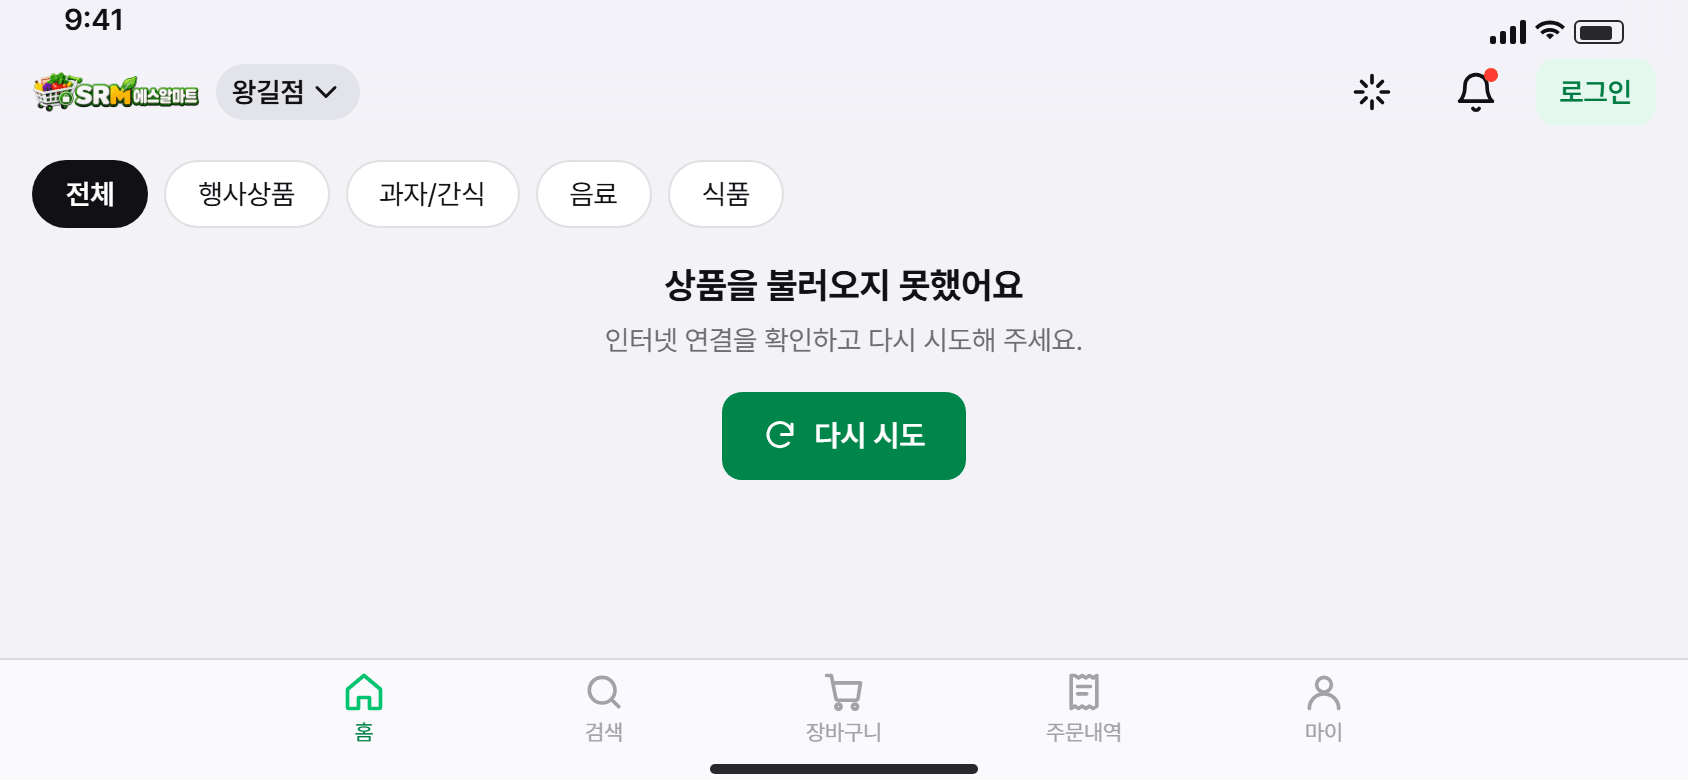 9:41
SRM 에스알마트 왕길점 로그인
전체 행사상품 과자/간식 음료 식품
상품을 불러오지 못했어요
인터넷 연결을 확인하고 다시 시도해 주세요.
다시 시도
홈 검색 장바구니 주문내역 마이